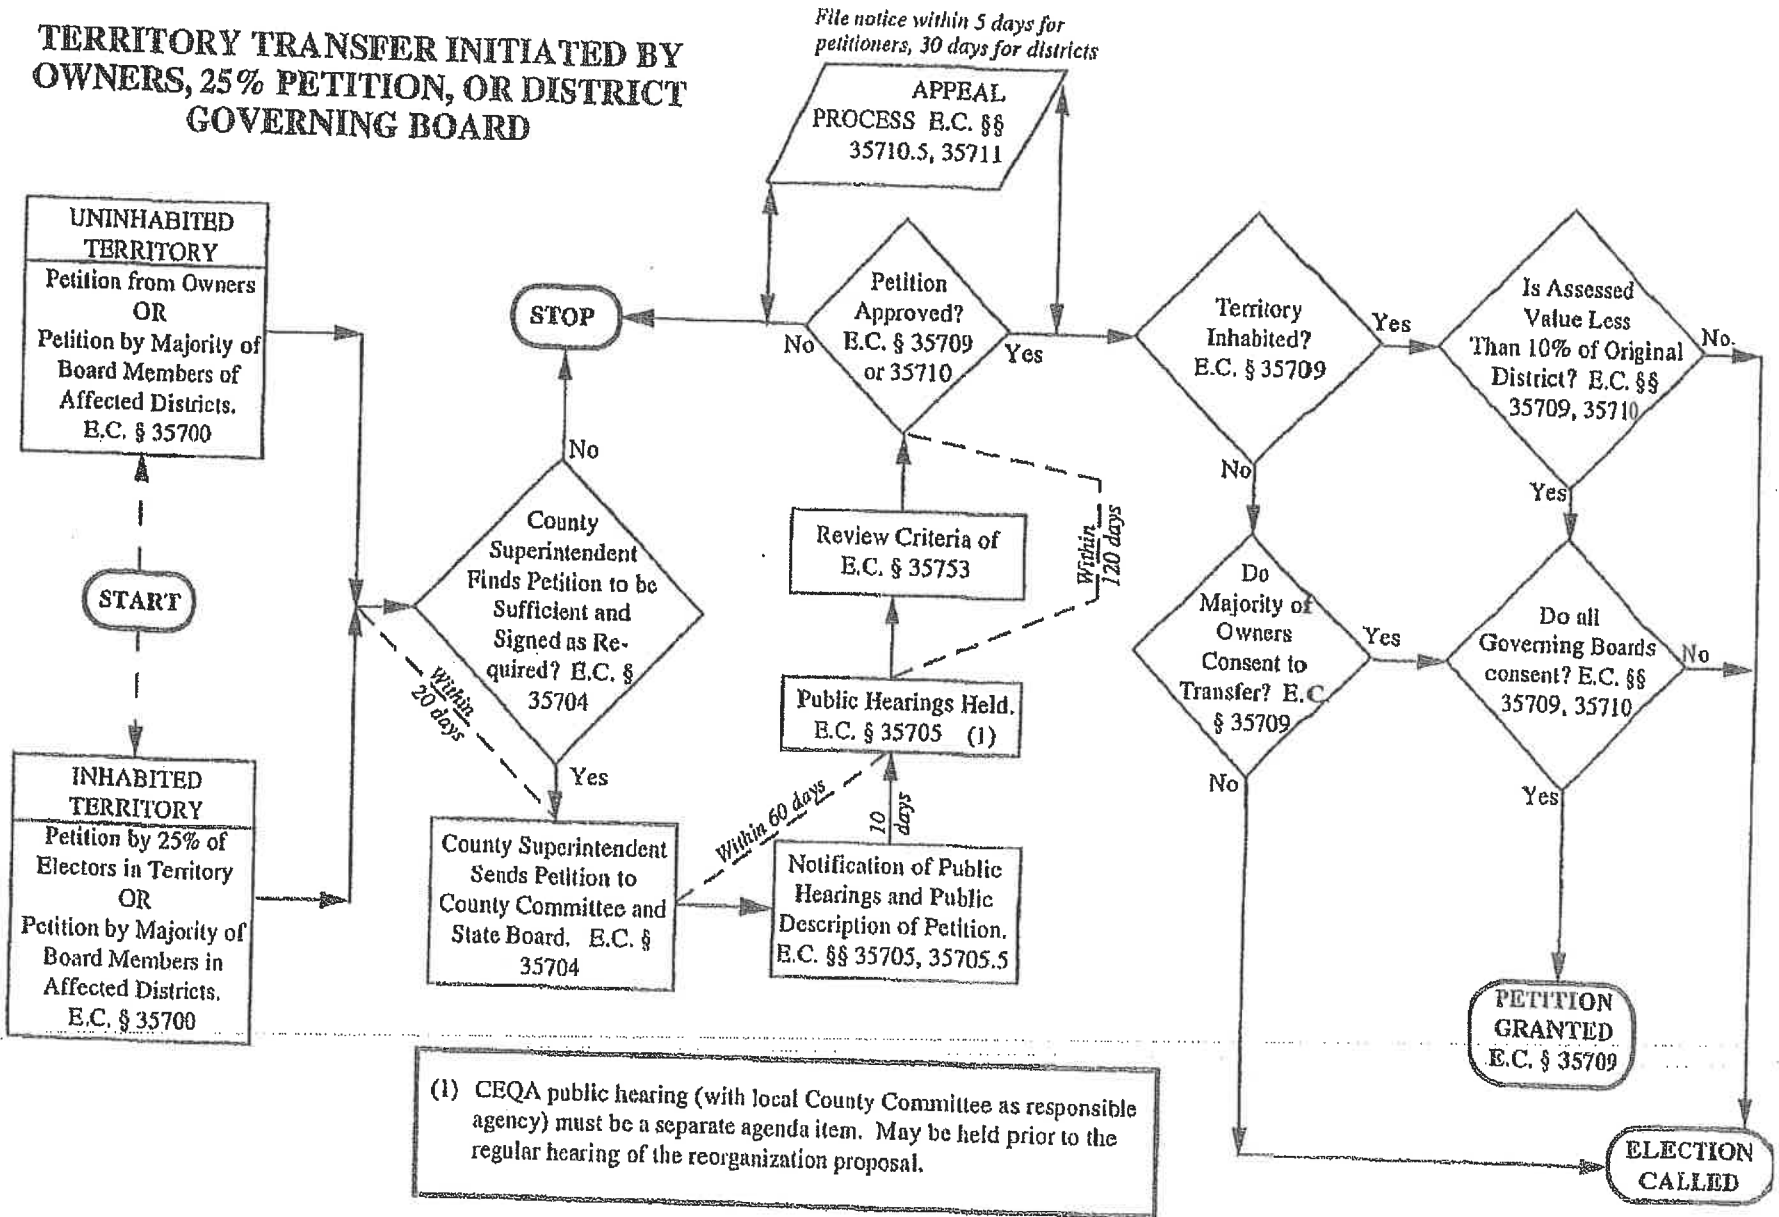 TERRITORY TRANSFER INITIATED BY
OWNERS, 25% PETITION, OR DISTRICT
GOVERNING BOARD
File notice within 5 days for
petitioners, 30 days for districts
APPEAL
PROCESS E.C. §§
35710.5, 35711
UNINHABITED
TERRITORY
Petition from Owners
OR
Petition by Majority of
Board Members of
Affected Districts.
E.C. § 35700
START
INHABITED
TERRITORY
Petition by 25% of
Electors in Territory
OR
Petition by Majority of
Board Members in
Affected Districts.
E.C. § 35700
STOP
No
County
Superintendent
Finds Petition to be
Sufficient and
Signed as Re-
quired? E.C. §
35704
Within
20 days
Yes
County Superintendent
Sends Petition to
County Committee and
State Board. E.C. §
35704
Within 60 days
Notification of Public
Hearings and Public
Description of Petition.
E.C. §§ 35705, 35705.5
10
days
Public Hearings Held.
E.C. § 35705 (1)
Review Criteria of
E.C. § 35753
Within
120 days
Petition
Approved?
E.C. § 35709
or 35710
No
Yes
Territory
Inhabited?
E.C. § 35709
Yes
No
Is Assessed
Value Less
Than 10% of Original
District? E.C. §§
35709, 35710
No.
Yes
Do
Majority of
Owners
Consent to
Transfer? E.C.
§ 35709
Yes
No
Do all
Governing Boards
consent? E.C. §§
35709, 35710
No
Yes
PETITION
GRANTED
E.C. § 35709
ELECTION
CALLED
(1) CEQA public hearing (with local County Committee as responsible
agency) must be a separate agenda item. May be held prior to the
regular hearing of the reorganization proposal.